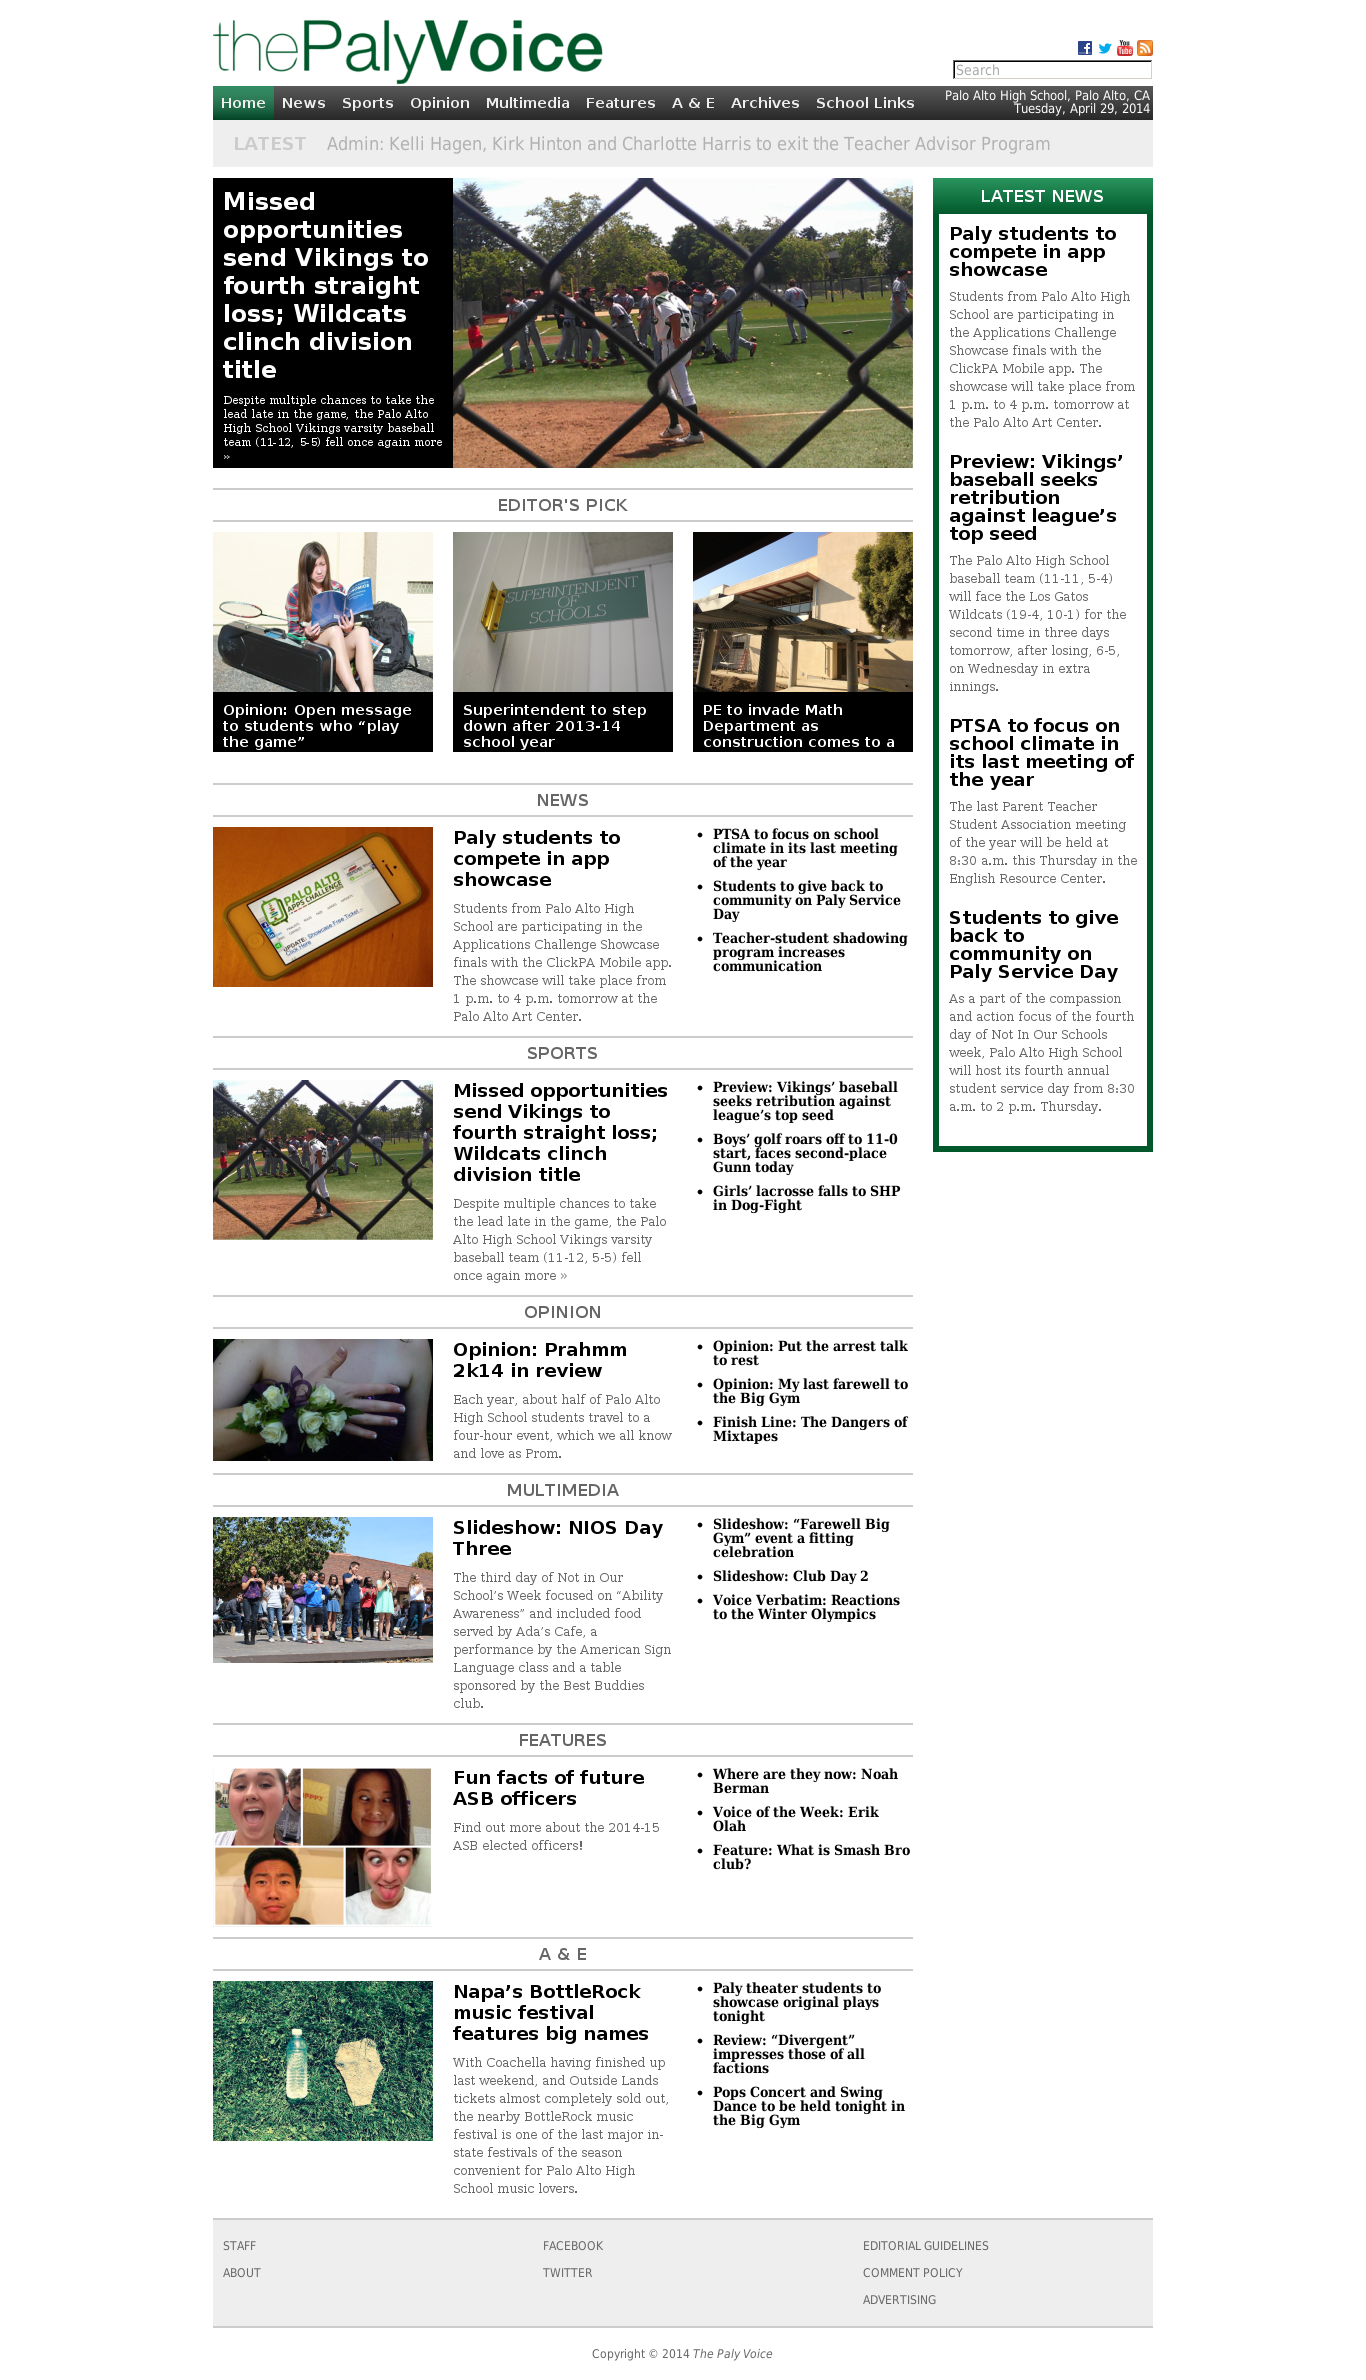 thePalyVoice
Search
Home News Sports Opinion Multimedia Features A & E Archives School Links
Palo Alto High School, Palo Alto, CA
Tuesday, April 29, 2014
LATEST Admin: Kelli Hagen, Kirk Hinton and Charlotte Harris to exit the Teacher Advisor Program
Missed
opportunities
send Vikings to
fourth straight
loss; Wildcats
clinch division
title
Despite multiple chances to take the
lead late in the game, the Palo Alto
High School Vikings varsity baseball
team (11-12, 5-5) fell once again more
»
EDITOR'S PICK
SUPERINTENDENT
OF
SCHOOLS
Opinion: Open message
to students who “play
the game”
Superintendent to step
down after 2013-14
school year
PE to invade Math
Department as
construction comes to a
NEWS
PALO ALTO
APPS CHALLENGE
UPDATE: Showcase Free Ticket
Click Here
Paly students to
compete in app
showcase
Students from Palo Alto High
School are participating in the
Applications Challenge Showcase
finals with the ClickPA Mobile app.
The showcase will take place from
1 p.m. to 4 p.m. tomorrow at the
Palo Alto Art Center.
• PTSA to focus on school
climate in its last meeting
of the year
• Students to give back to
community on Paly Service
Day
• Teacher-student shadowing
program increases
communication
SPORTS
Missed opportunities
send Vikings to
fourth straight loss;
Wildcats clinch
division title
Despite multiple chances to take
the lead late in the game, the Palo
Alto High School Vikings varsity
baseball team (11-12, 5-5) fell
once again more »
• Preview: Vikings’ baseball
seeks retribution against
league’s top seed
• Boys’ golf roars off to 11-0
start, faces second-place
Gunn today
• Girls’ lacrosse falls to SHP
in Dog-Fight
OPINION
Opinion: Prahmm
2k14 in review
Each year, about half of Palo Alto
High School students travel to a
four-hour event, which we all know
and love as Prom.
• Opinion: Put the arrest talk
to rest
• Opinion: My last farewell to
the Big Gym
• Finish Line: The Dangers of
Mixtapes
MULTIMEDIA
Slideshow: NIOS Day
Three
The third day of Not in Our
School’s Week focused on “Ability
Awareness” and included food
served by Ada’s Cafe, a
performance by the American Sign
Language class and a table
sponsored by the Best Buddies
club.
• Slideshow: “Farewell Big
Gym” event a fitting
celebration
• Slideshow: Club Day 2
• Voice Verbatim: Reactions
to the Winter Olympics
FEATURES
Fun facts of future
ASB officers
Find out more about the 2014-15
ASB elected officers!
• Where are they now: Noah
Berman
• Voice of the Week: Erik
Olah
• Feature: What is Smash Bro
club?
A & E
Napa’s BottleRock
music festival
features big names
With Coachella having finished up
last weekend, and Outside Lands
tickets almost completely sold out,
the nearby BottleRock music
festival is one of the last major in-
state festivals of the season
convenient for Palo Alto High
School music lovers.
• Paly theater students to
showcase original plays
tonight
• Review: “Divergent”
impresses those of all
factions
• Pops Concert and Swing
Dance to be held tonight in
the Big Gym
LATEST NEWS
Paly students to
compete in app
showcase
Students from Palo Alto High
School are participating in
the Applications Challenge
Showcase finals with the
ClickPA Mobile app. The
showcase will take place from
1 p.m. to 4 p.m. tomorrow at
the Palo Alto Art Center.
Preview: Vikings’
baseball seeks
retribution
against league’s
top seed
The Palo Alto High School
baseball team (11-11, 5-4)
will face the Los Gatos
Wildcats (19-4, 10-1) for the
second time in three days
tomorrow, after losing, 6-5,
on Wednesday in extra
innings.
PTSA to focus on
school climate in
its last meeting of
the year
The last Parent Teacher
Student Association meeting
of the year will be held at
8:30 a.m. this Thursday in the
English Resource Center.
Students to give
back to
community on
Paly Service Day
As a part of the compassion
and action focus of the fourth
day of Not In Our Schools
week, Palo Alto High School
will host its fourth annual
student service day from 8:30
a.m. to 2 p.m. Thursday.
STAFF
ABOUT
FACEBOOK
TWITTER
EDITORIAL GUIDELINES
COMMENT POLICY
ADVERTISING
Copyright © 2014 The Paly Voice